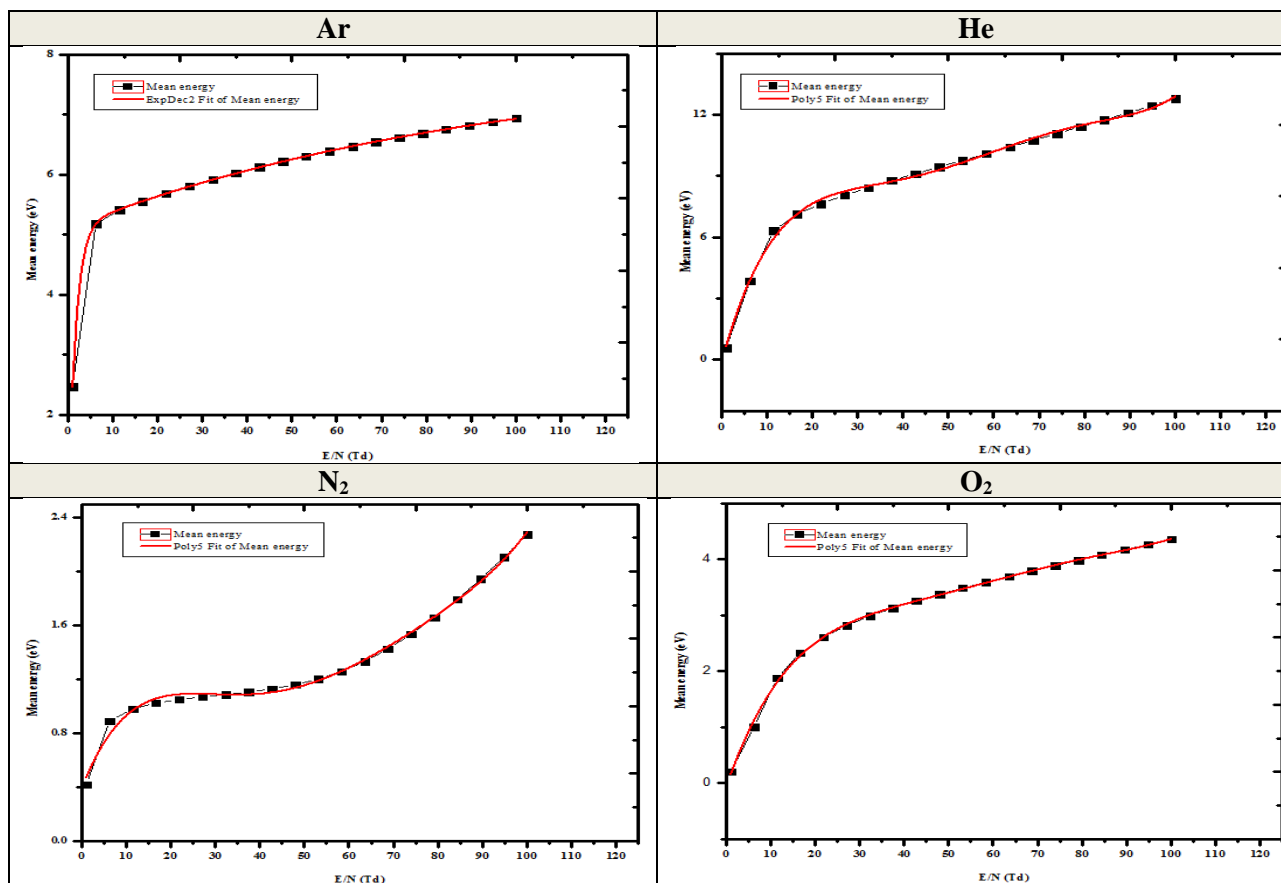 Ar
8
6
4
2
Mean energy (eV)
Mean energy
ExpDec2 Fit of Mean energy
0 10 20 30 40 50 60 70 80 90 100 110 120
E/N (Td)
He
12
6
0
Mean energy (eV)
Mean energy
Poly5 Fit of Mean energy
0 10 20 30 40 50 60 70 80 90 100 110 120
E/N (Td)
N₂
2.4
1.6
0.8
0.0
Mean energy (eV)
Mean energy
Poly5 Fit of Mean energy
0 10 20 30 40 50 60 70 80 90 100 110 120
E/N (Td)
O₂
4
2
0
Mean energy (eV)
Mean energy
Poly5 Fit of Mean energy
0 10 20 30 40 50 60 70 80 90 100 110 120
E/N (Td)